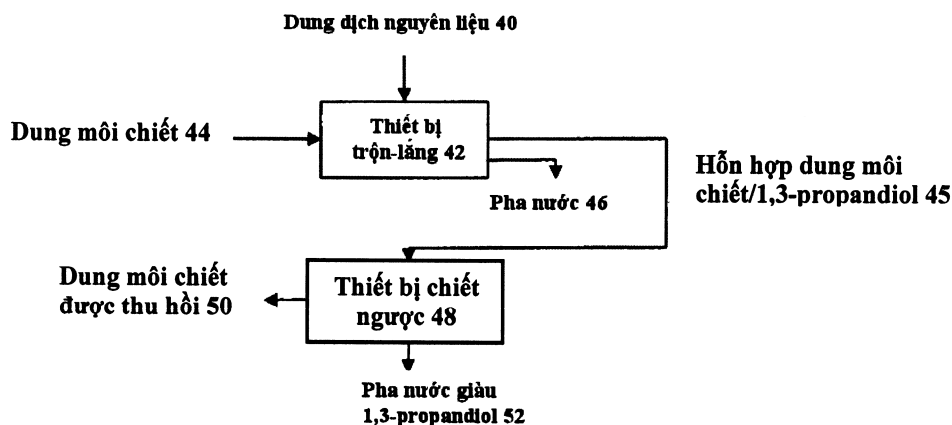 Dung dịch nguyên liệu 40
Dung môi chiết 44
Thiết bị
trộn-lắng 42
Hỗn hợp dung môi
chiết/1,3-propandiol 45
Pha nước 46
Dung môi chiết
được thu hồi 50
Thiết bị chiết
ngược 48
Pha nước giàu
1,3-propandiol 52